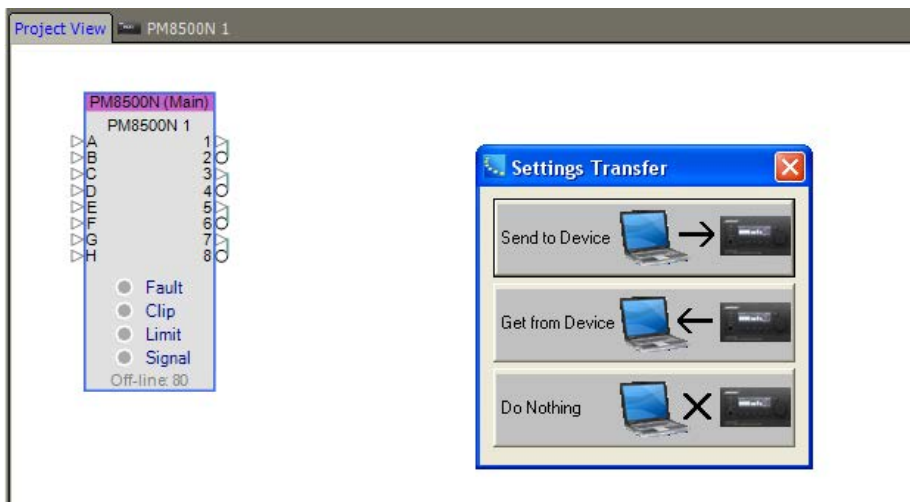 Project View PM8500N 1
PM8500N (Main)
PM8500N 1
A 1
B 2
C 3
D 4
E 5
F 6
G 7
H 8
Fault
Clip
Limit
Signal
Off-line: 80
Settings Transfer
Send to Device
Get from Device
Do Nothing